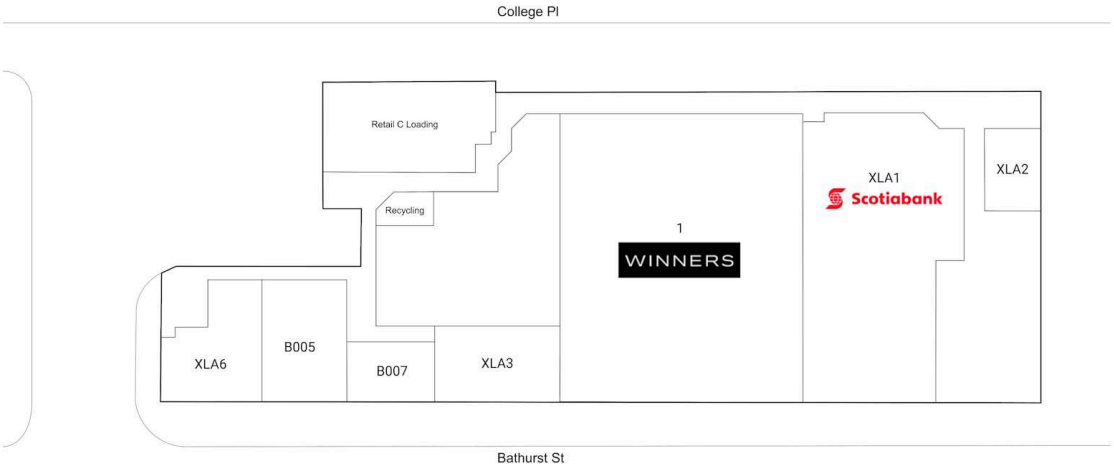 College Pl
Retail C Loading
XLA2
XLA1
Scotiabank
Recycling
1
WINNERS
B005
XLA6
B007
XLA3
Bathurst St